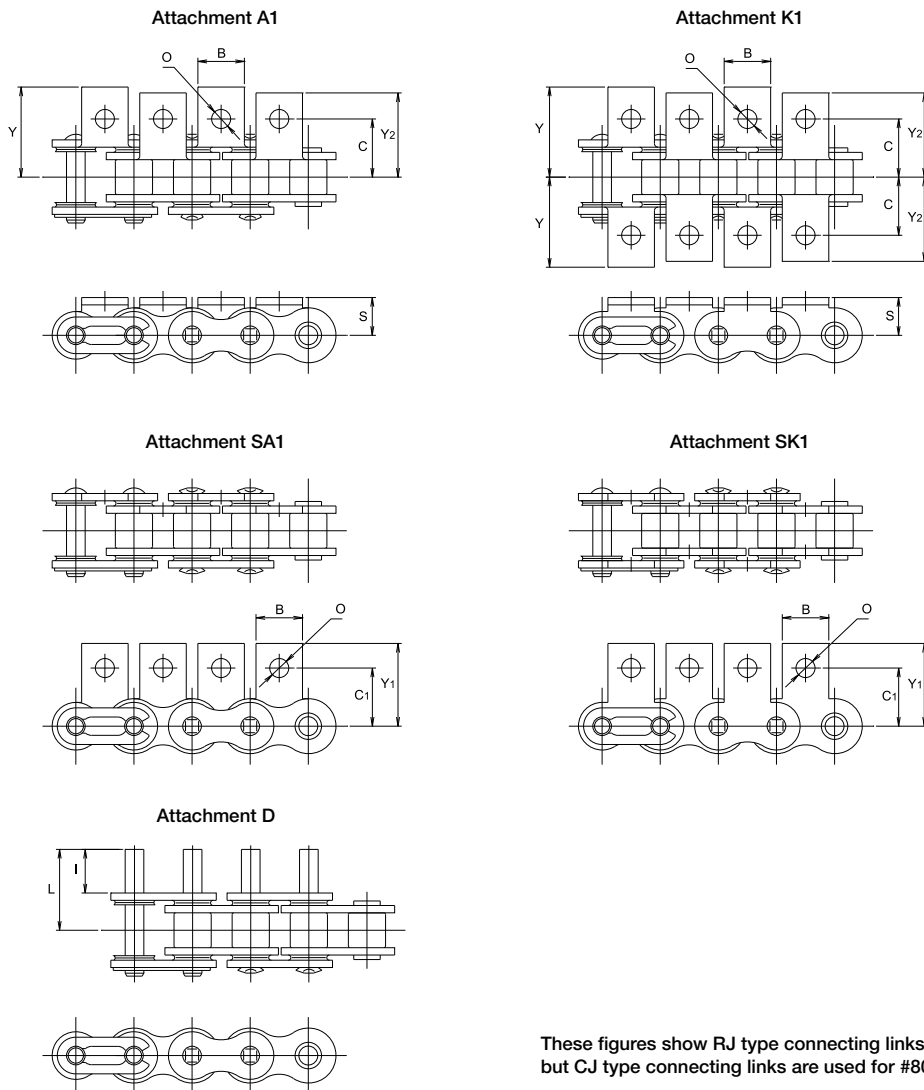 Attachment A1
O
B
Y
C
Y2
S
Attachment K1
O
B
Y
C
Y2
Y
C
Y2
S
Attachment SA1
B
O
C1
Y1
Attachment SK1
B
O
C1
Y1
Attachment D
L
I
These figures show RJ type connecting links
but CJ type connecting links are used for